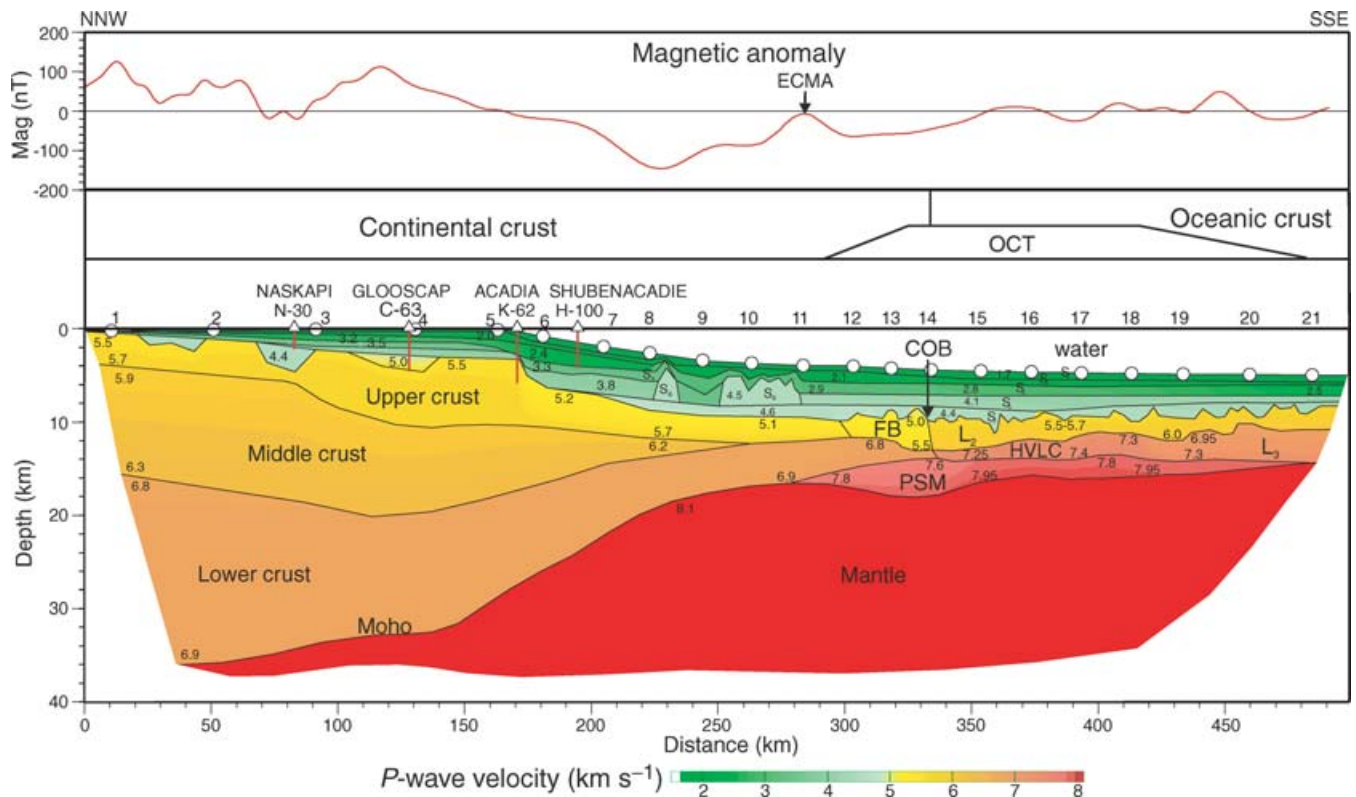 NNW SSE
200
100
0
-100
-200
Mag (nT)
Magnetic anomaly
ECMA
Continental crust
Oceanic crust
OCT
NASKAPI GLOOSCAP ACADIA SHUBENACADIE
N-30 C-63 K-62 H-100
1 2 3 4 5 6 7 8 9 10 11 12 13 14 15 16 17 18 19 20 21
COB water
0
10
20
30
40
Depth (km)
5.5
5.7
5.9
4.4
3.2 3.5
5.0 5.5
2.4
3.3
3.8
5.2
4.5
2.9 2.1 1.7 2.8 2.5
4.6 4.4 4.1
5.1 5.0 5.5-5.7
Upper crust
FB L2
5.7
6.2
6.8 5.5 7.25 HVLC 7.4 7.3 6.0 6.95
7.3 L3
Middle crust
6.3
6.8
6.9 7.8 7.6 7.95 7.8 7.95
PSM
8.1
Lower crust
Mantle
Moho
6.9
0 50 100 150 200 250 300 350 400 450
Distance (km)
P-wave velocity (km s−1)
2 3 4 5 6 7 8